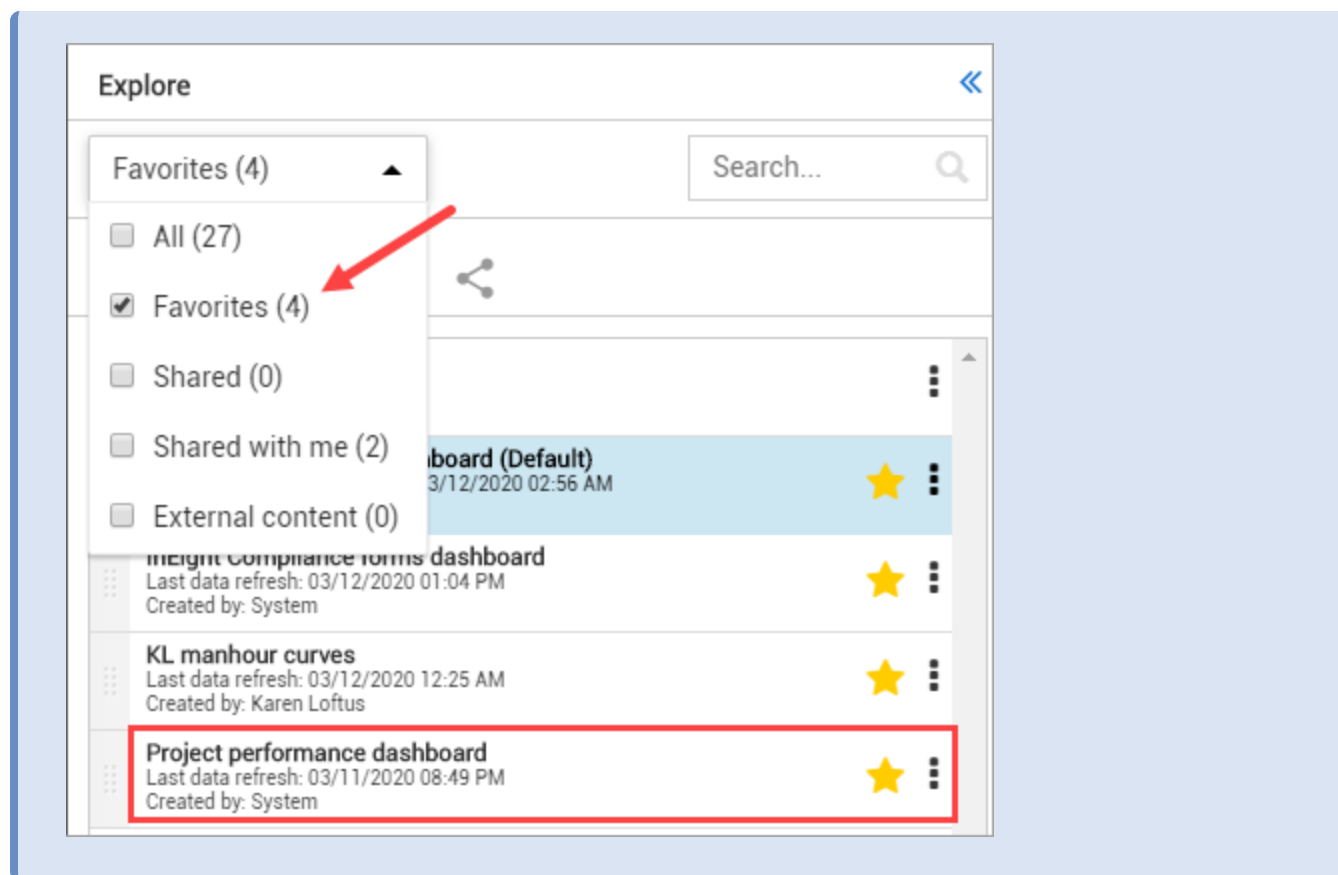 Explore
Favorites (4)
Search...
All (27)
Favorites (4)
Shared (0)
Shared with me (2)
External content (0)
(Default)
3/12/2020 02:56 AM
InEight Compliance forms dashboard
Last data refresh: 03/12/2020 01:04 PM
Created by: System
KL manhour curves
Last data refresh: 03/12/2020 12:25 AM
Created by: Karen Loftus
Project performance dashboard
Last data refresh: 03/11/2020 08:49 PM
Created by: System